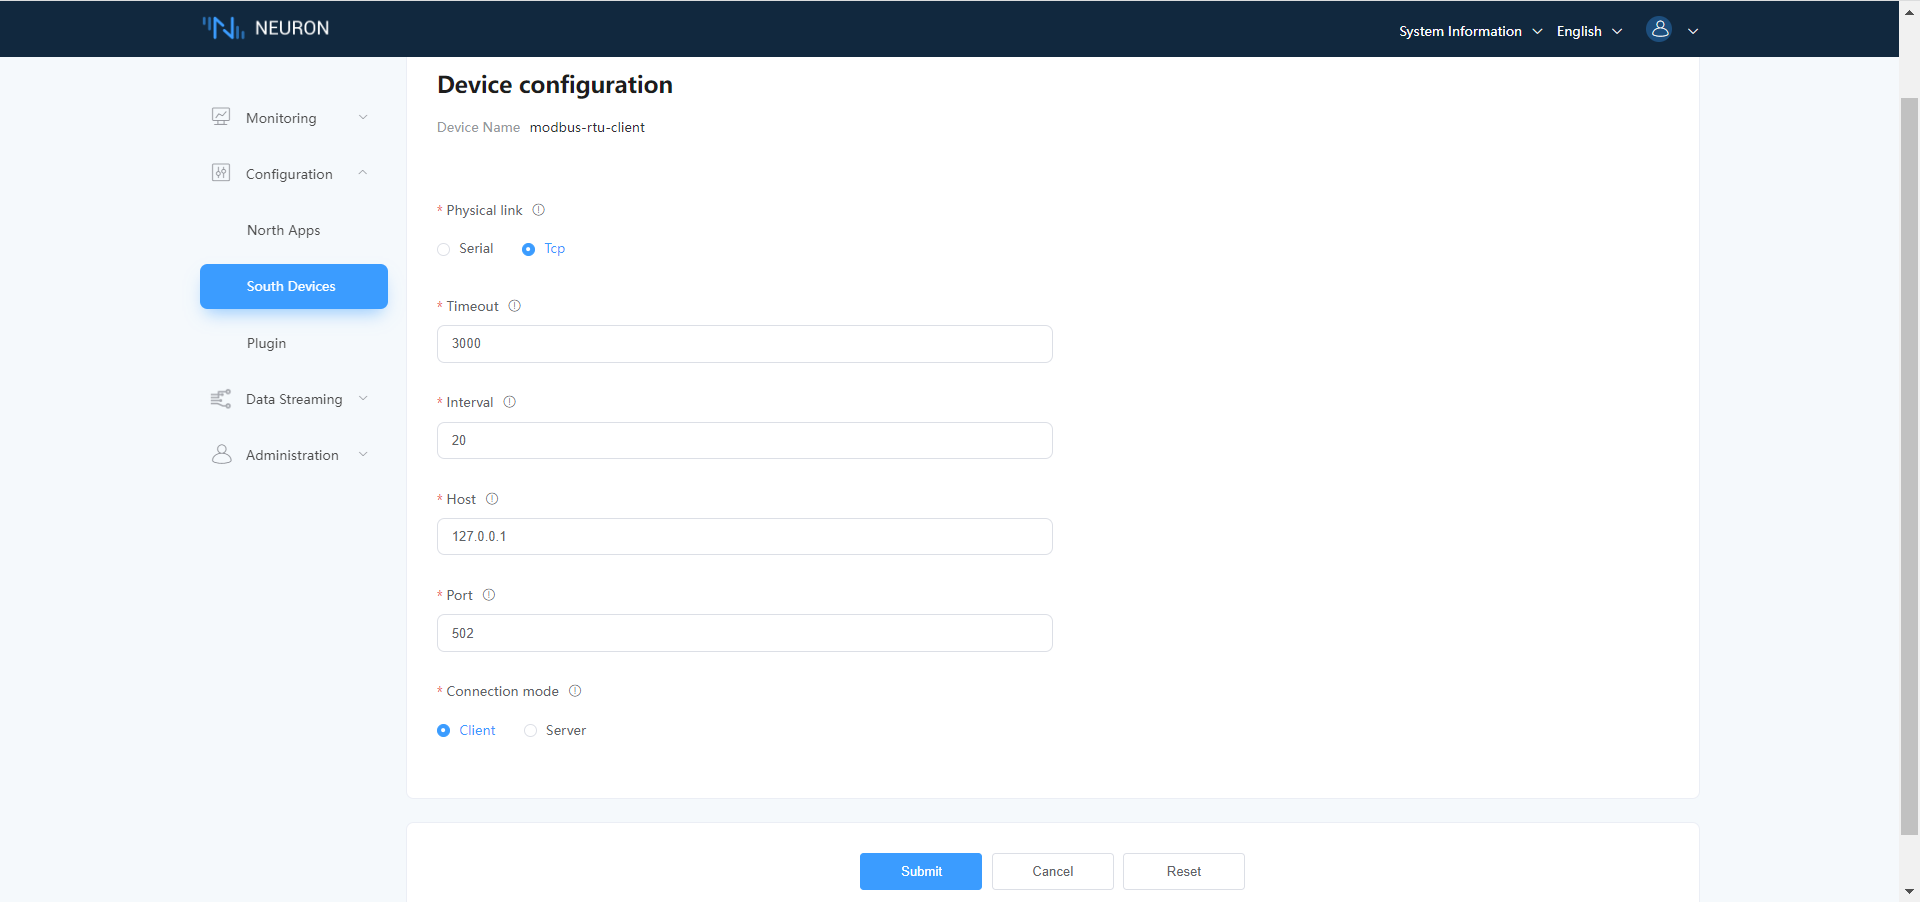 NEURON
System Information
English
Monitoring
Configuration
North Apps
South Devices
Plugin
Data Streaming
Administration
Device configuration
Device Name modbus-rtu-client
* Physical link
Serial Tcp
* Timeout
3000
* Interval
20
* Host
127.0.0.1
* Port
502
* Connection mode
Client Server
Submit Cancel Reset